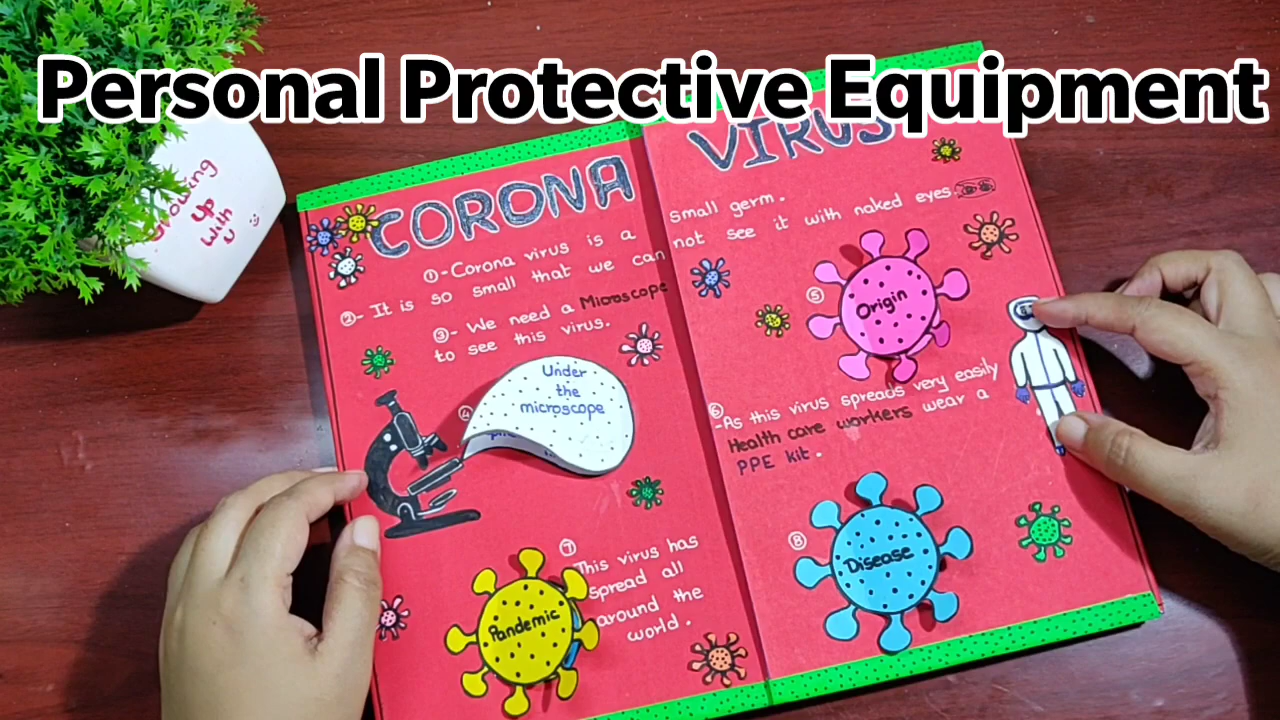 Personal Protective Equipment
Growing
up
with
CORONA VIRUS
①- Corona virus is a small germ.
②- It is so small that we can not see it with naked eyes.
③- We need a Microscope
to see this virus.
④
Under
the
microscope
⑤
Origin
⑥
-As this virus spreads very easily
Health care workers wear a
PPE kit.
⑦
This virus has
spread all
around the
world.
Pandemic
⑧
Disease